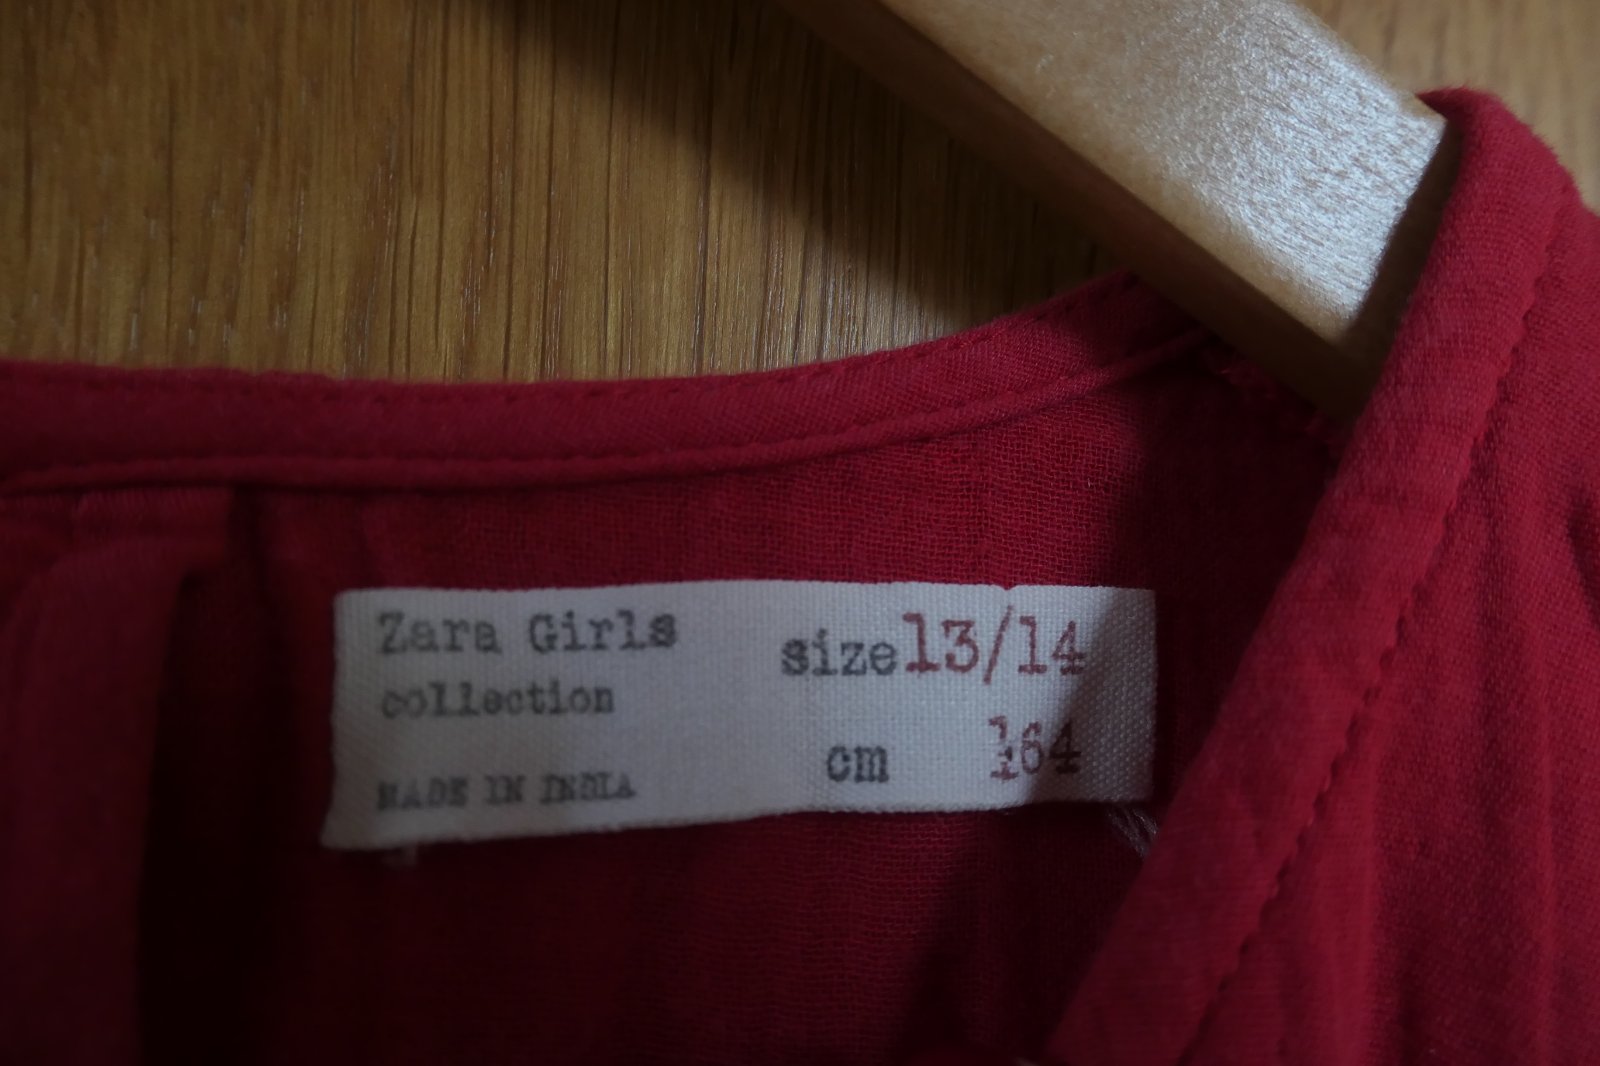 Zara Girls size 13/14
collection
cm 164
MADE IN INDIA